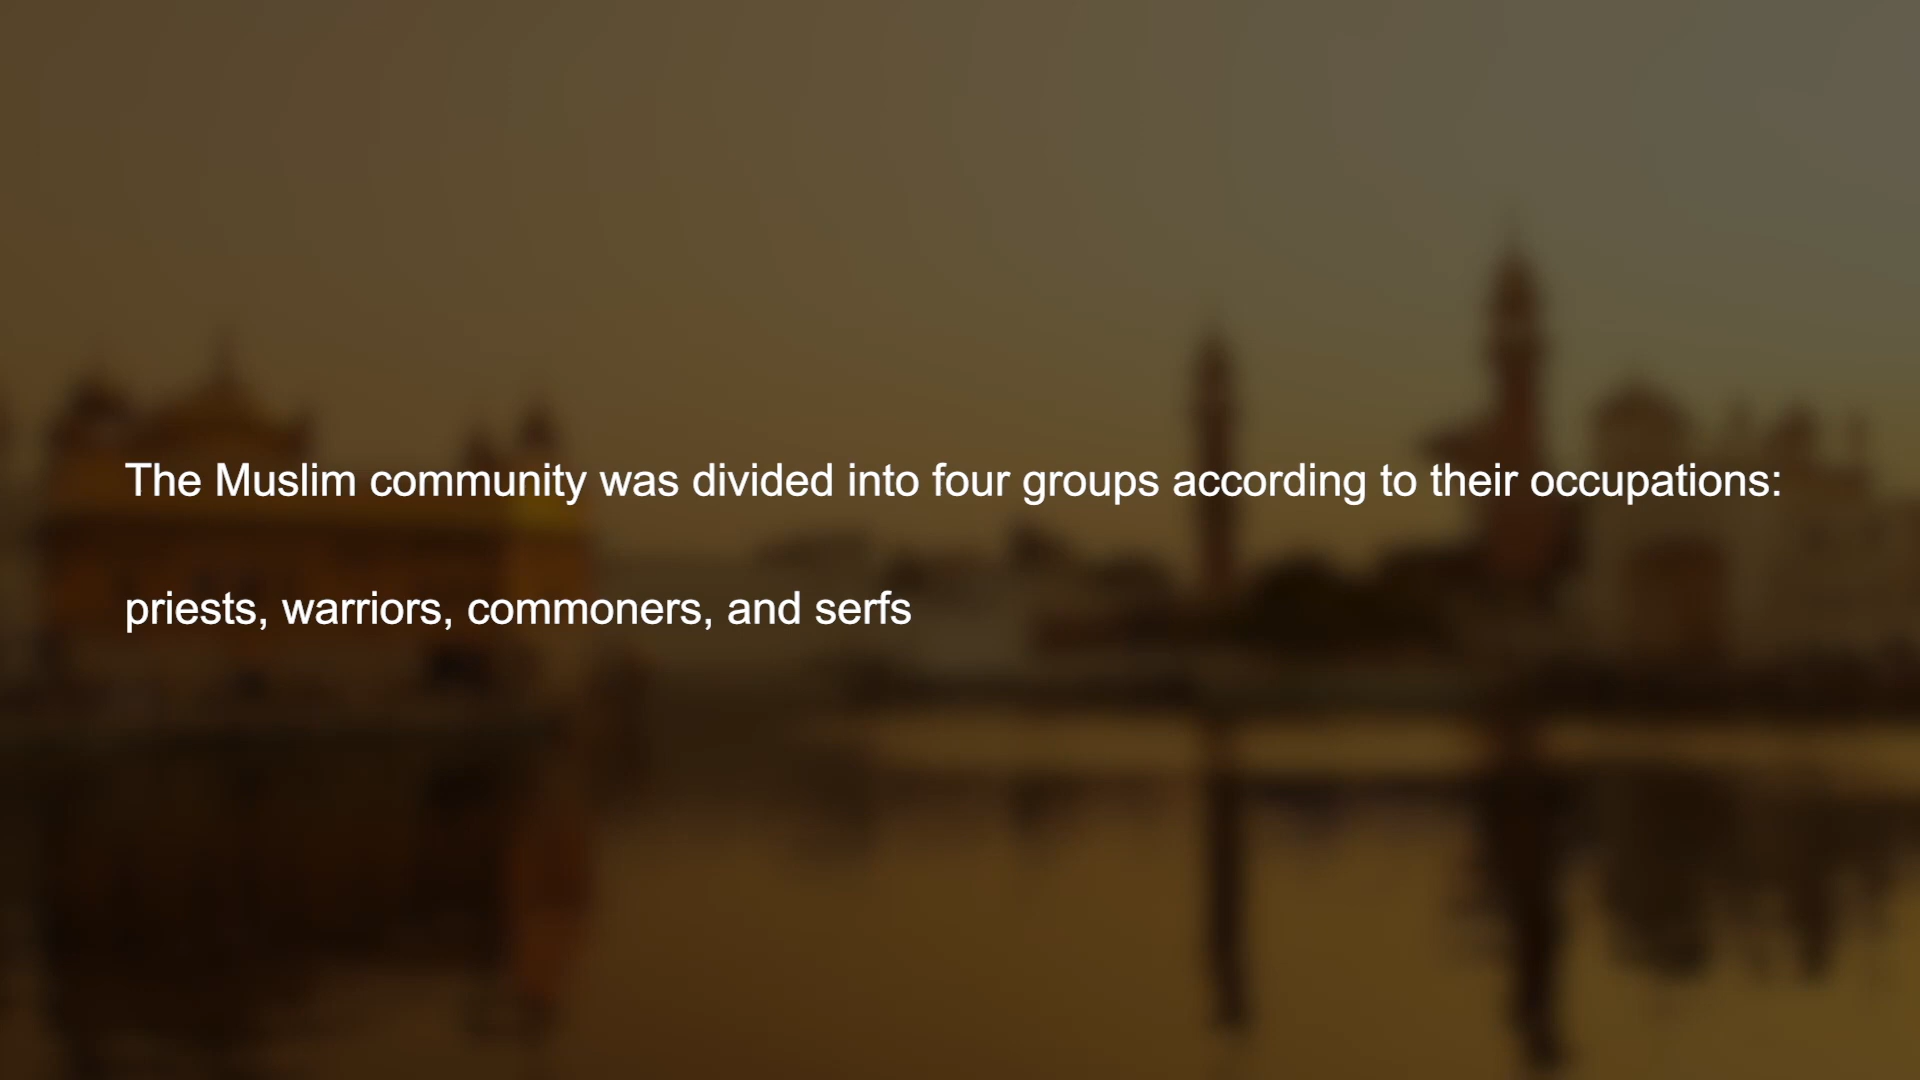 The Muslim community was divided into four groups according to their occupations:
priests, warriors, commoners, and serfs